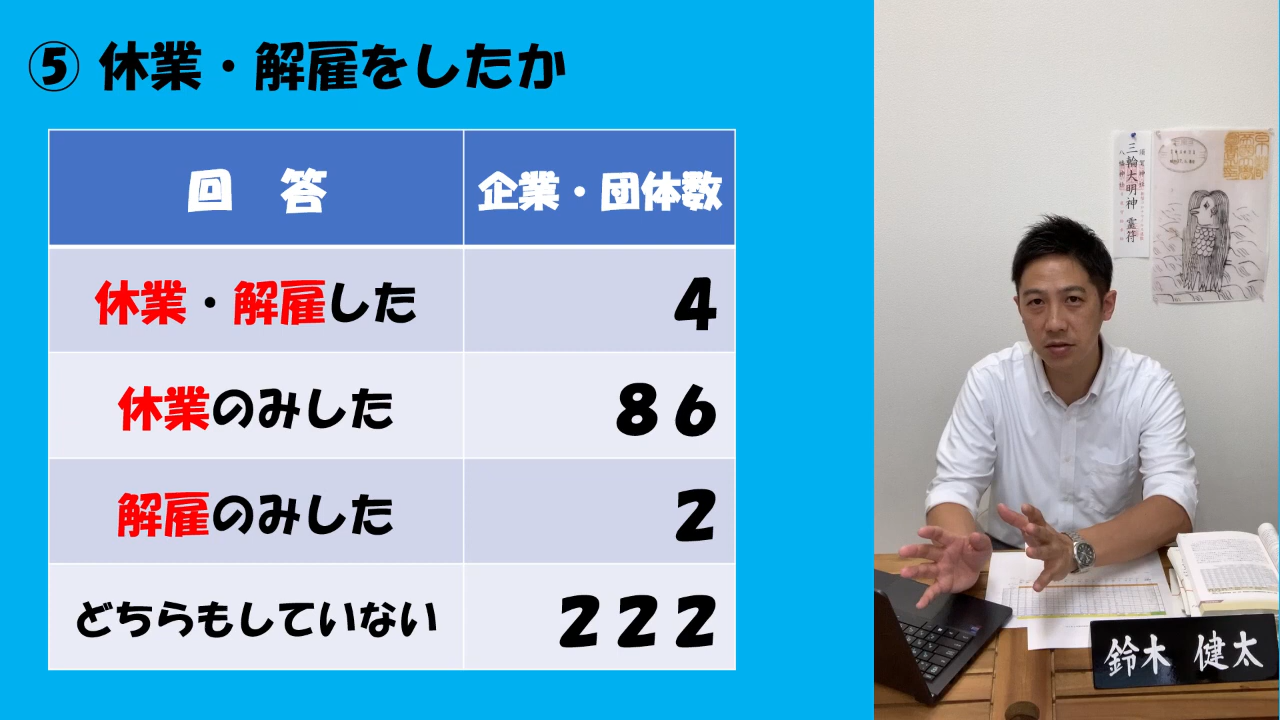 ⑤ 休業・解雇をしたか
回　答
企業・団体数
休業・解雇した
4
休業のみした
86
解雇のみした
2
どちらもしていない
222
三輪大明神 霊符
鈴木 健太